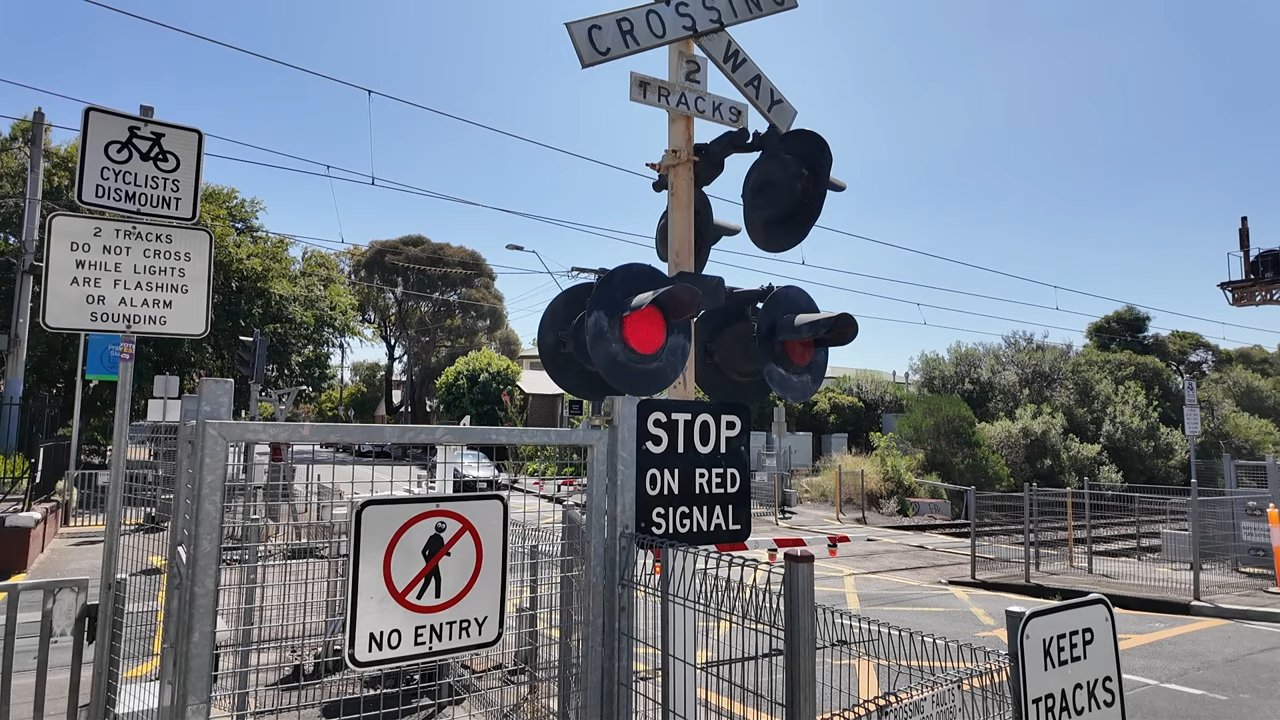 CROSSING
WAY
2
TRACKS
CYCLISTS
DISMOUNT
2 TRACKS
DO NOT CROSS
WHILE LIGHTS
ARE FLASHING
OR ALARM
SOUNDING
STOP
ON RED
SIGNAL
NO ENTRY
KEEP
TRACKS